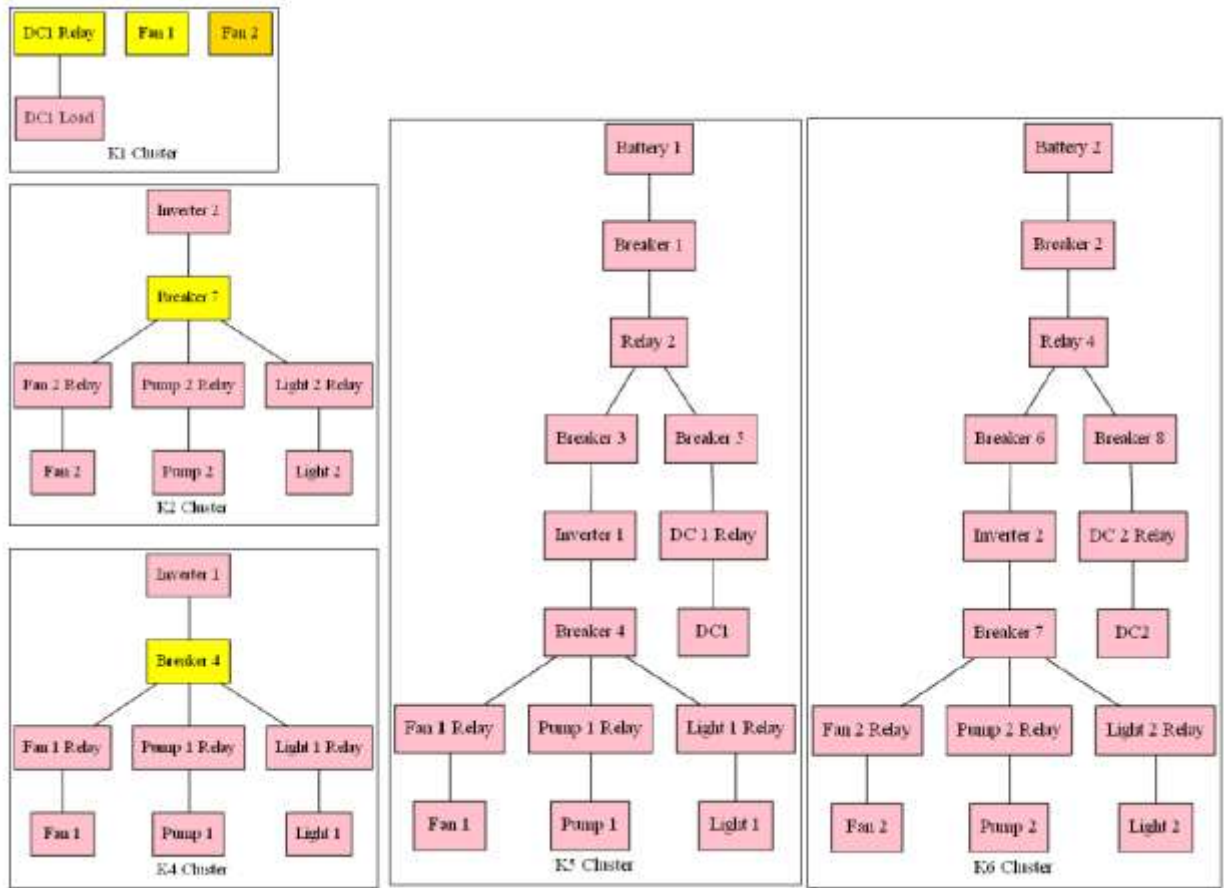 DC1 Relay
Fan 1
Fan 2
DC1 Load
K1 Cluster
Inverter 2
Breaker 7
Fan 2 Relay
Pump 2 Relay
Light 2 Relay
Fan 2
Pump 2
Light 2
K2 Cluster
Inverter 1
Breaker 4
Fan 1 Relay
Pump 1 Relay
Light 1 Relay
Fan 1
Pump 1
Light 1
K4 Cluster
Battery 1
Breaker 1
Relay 2
Breaker 3
Breaker 5
Inverter 1
DC 1 Relay
Breaker 4
DC1
Fan 1 Relay
Pump 1 Relay
Light 1 Relay
Fan 1
Pump 1
Light 1
K5 Cluster
Battery 2
Breaker 2
Relay 4
Breaker 6
Breaker 8
Inverter 2
DC 2 Relay
Breaker 7
DC2
Fan 2 Relay
Pump 2 Relay
Light 2 Relay
Fan 2
Pump 2
Light 2
K6 Cluster